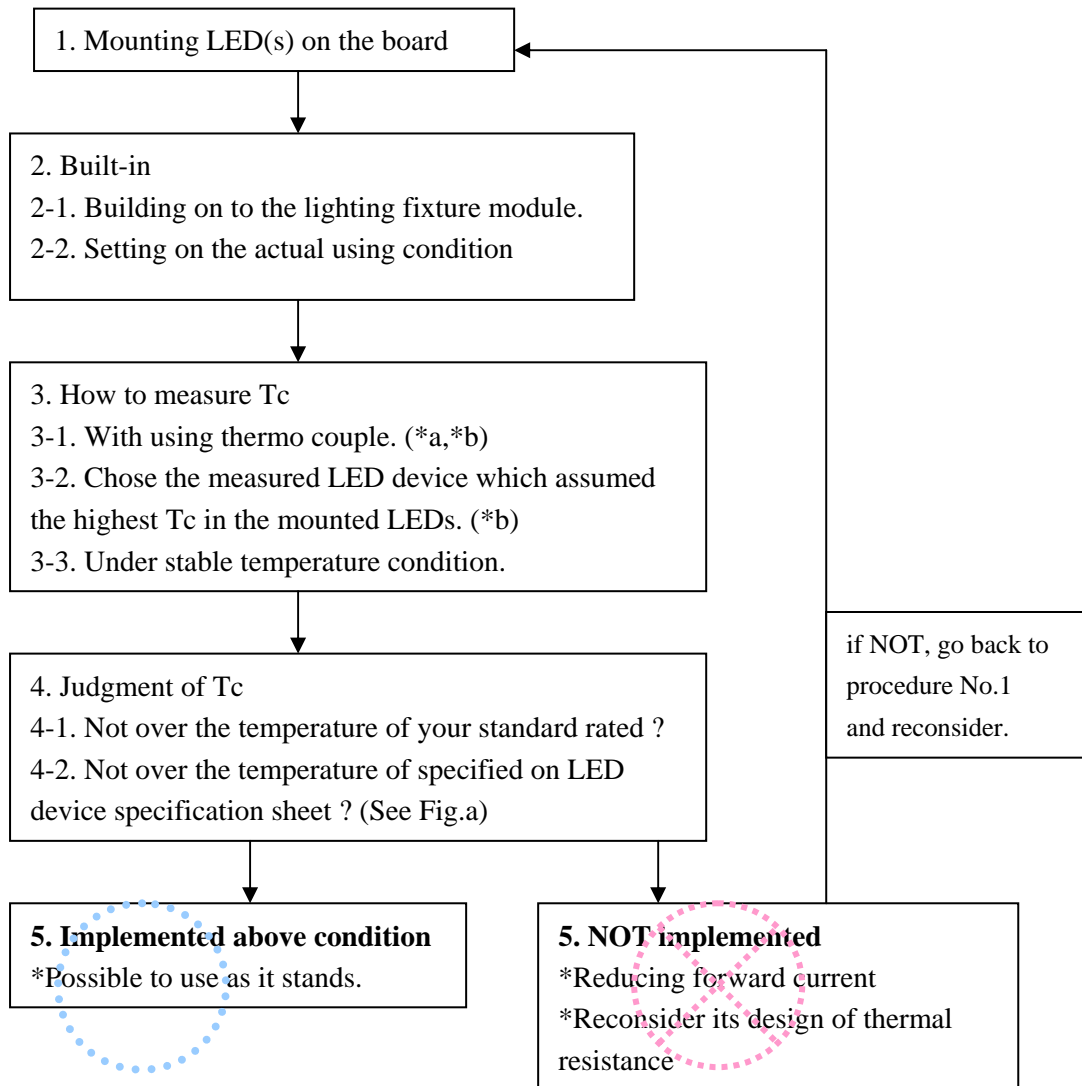 1. Mounting LED(s) on the board
2. Built-in
2-1. Building on to the lighting fixture module.
2-2. Setting on the actual using condition
3. How to measure Tc
3-1. With using thermo couple. (*a,*b)
3-2. Chose the measured LED device which assumed
the highest Tc in the mounted LEDs. (*b)
3-3. Under stable temperature condition.
if NOT, go back to
procedure No.1
and reconsider.
4. Judgment of Tc
4-1. Not over the temperature of your standard rated ?
4-2. Not over the temperature of specified on LED
device specification sheet ? (See Fig.a)
5. Implemented above condition
*Possible to use as it stands.
5. NOT implemented
*Reducing forward current
*Reconsider its design of thermal
resistance